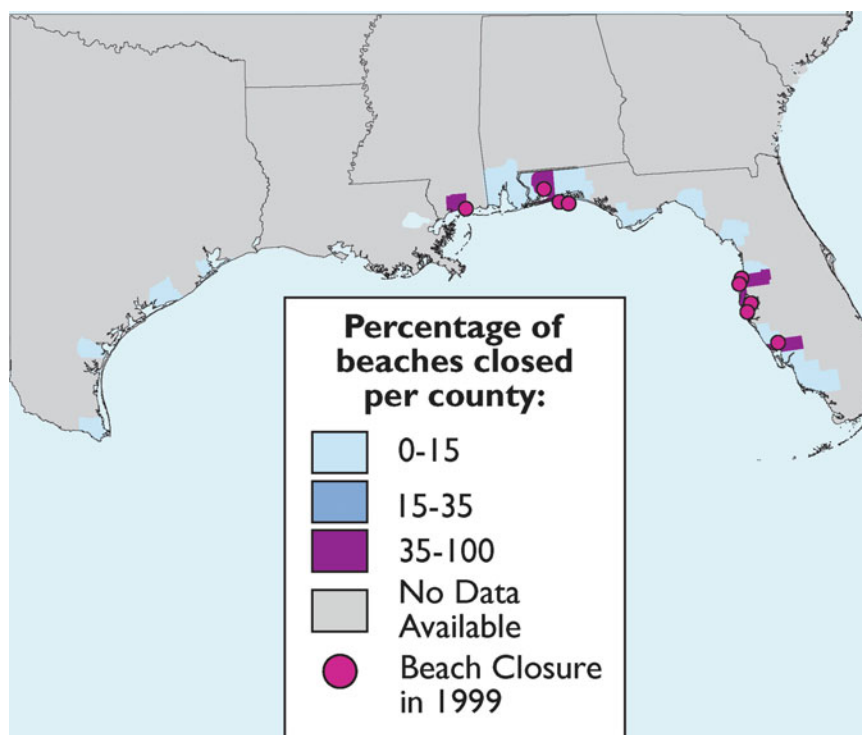 Percentage of
beaches closed
per county:
0-15
15-35
35-100
No Data
Available
Beach Closure
in 1999